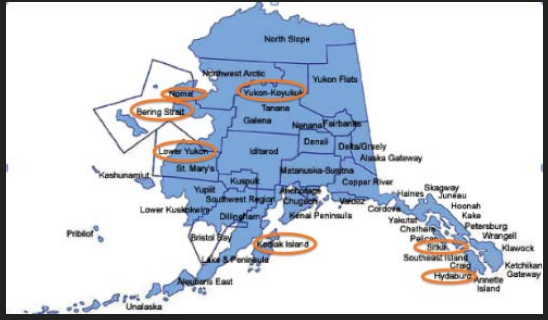 North Slope
Northwest Arctic
Yukon Flats
Nome
Yukon-Koyukuk
Bering Strait
Tanana
Galena
Nenana
Fairbanks
Denali
Delta/Greely
Lower Yukon
Iditarod
Alaska Gateway
St. Mary's
Matanuska-Susitna
Kashunamiut
Kuspuk
Copper River
Yupiit
Anchorage
Southwest Region
Chugach
Valdez
Haines
Skagway
Juneau
Lower Kuskokwim
Dillingham
Kenai Peninsula
Cordova
Hoonah
Yakutat
Kake
Chatham
Petersburg
Pribilof
Bristol Bay
Kodiak Island
Pelican
Wrangell
Sitka
Klawock
Lake & Peninsula
Southeast Island
Craig
Ketchikan
Gateway
Hydaburg
Annette
Island
Aleutians East
Unalaska